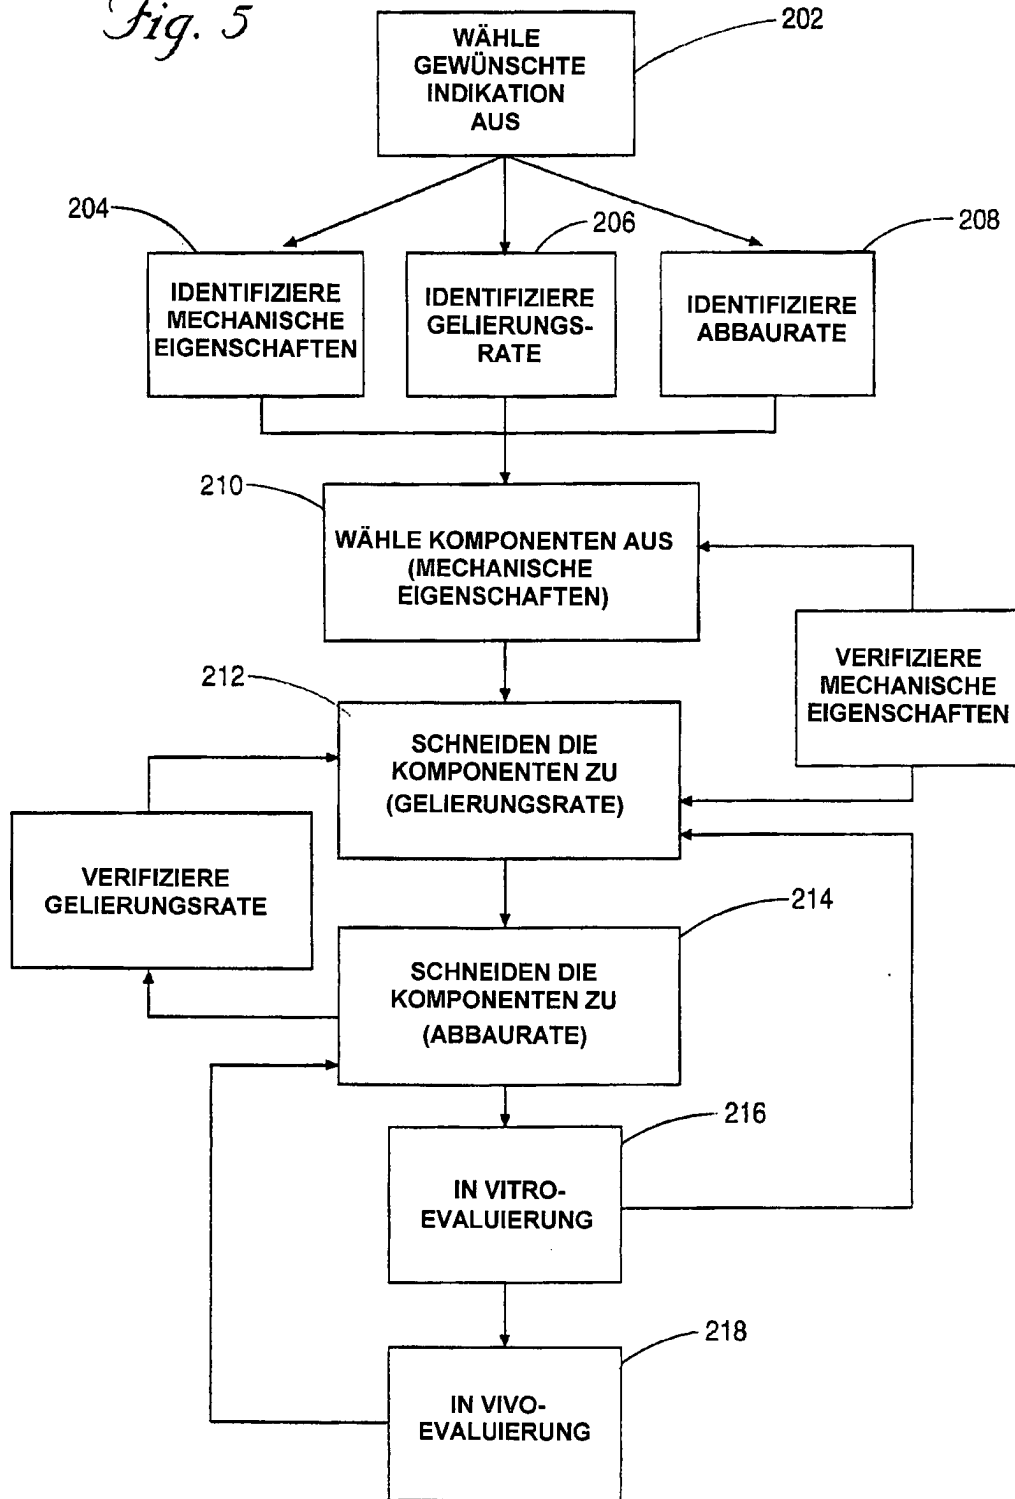 Fig. 5
WÄHLE
GEWÜNSCHTE
INDIKATION
AUS
202
204
206
208
IDENTIFIZIERE
MECHANISCHE
EIGENSCHAFTEN
IDENTIFIZIERE
GELIERUNGS-
RATE
IDENTIFIZIERE
ABBAURATE
210
WÄHLE KOMPONENTEN AUS
(MECHANISCHE
EIGENSCHAFTEN)
VERIFIZIERE
MECHANISCHE
EIGENSCHAFTEN
212
SCHNEIDEN DIE
KOMPONENTEN ZU
(GELIERUNGSRATE)
VERIFIZIERE
GELIERUNGSRATE
214
SCHNEIDEN DIE
KOMPONENTEN ZU
(ABBAURATE)
216
IN VITRO-
EVALUIERUNG
218
IN VIVO-
EVALUIERUNG